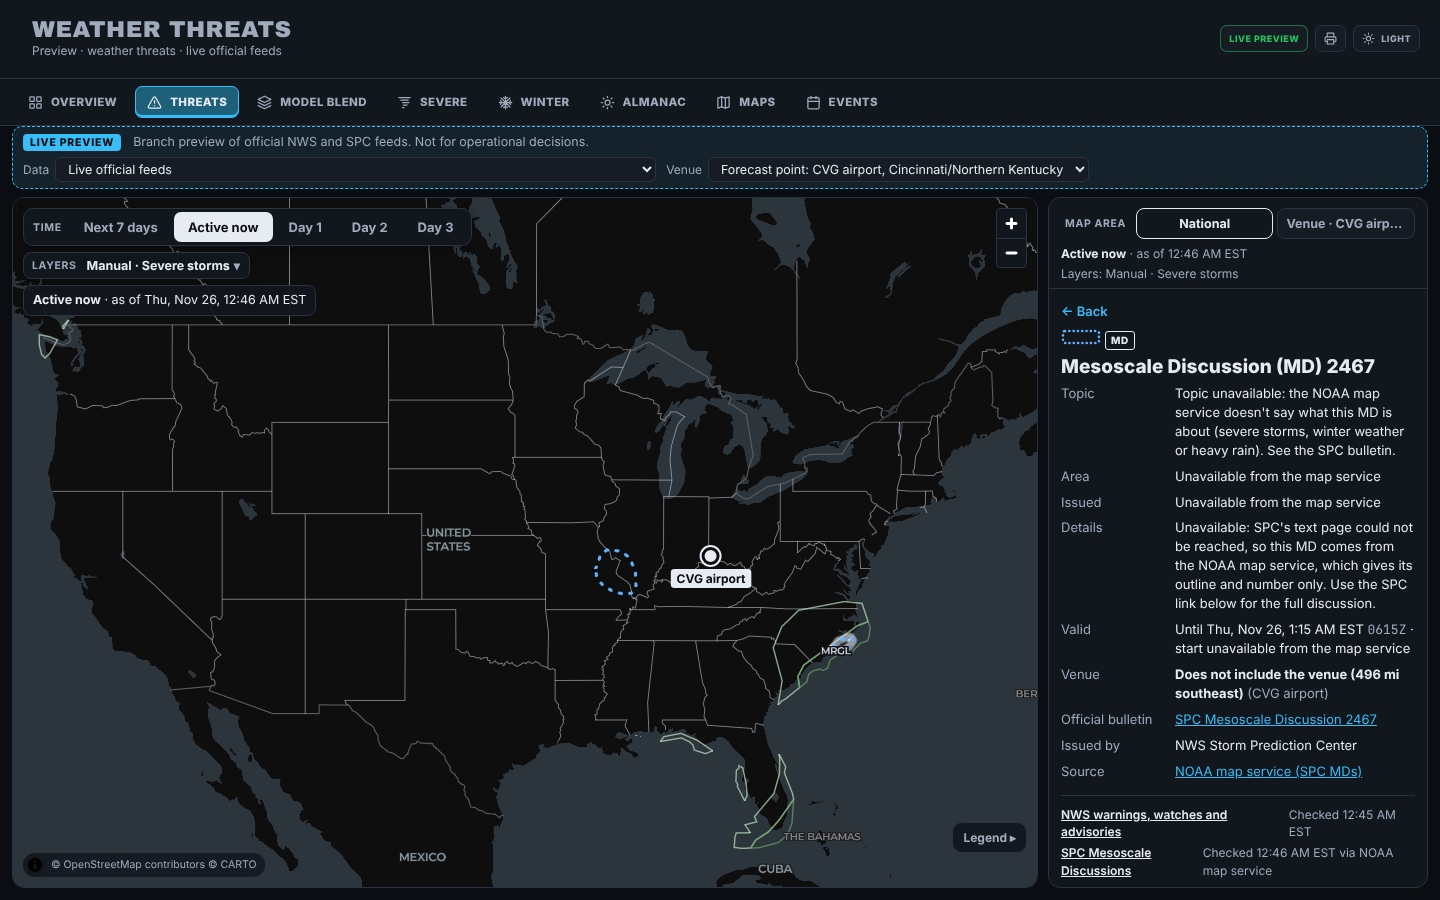 WEATHER THREATS
Preview · weather threats · live official feeds
LIVE PREVIEW
LIGHT
OVERVIEW
THREATS
MODEL BLEND
SEVERE
WINTER
ALMANAC
MAPS
EVENTS
LIVE PREVIEW Branch preview of official NWS and SPC feeds. Not for operational decisions.
Data Live official feeds Venue Forecast point: CVG airport, Cincinnati/Northern Kentucky
TIME Next 7 days Active now Day 1 Day 2 Day 3
LAYERS Manual · Severe storms ▾
Active now · as of Thu, Nov 26, 12:46 AM EST
+
−
UNITED
STATES
CVG airport
MRGL
BER
THE BAHAMAS
MEXICO
CUBA
Legend ▸
© OpenStreetMap contributors © CARTO
MAP AREA National Venue · CVG airp...
Active now · as of 12:46 AM EST
Layers: Manual · Severe storms
← Back
MD
Mesoscale Discussion (MD) 2467
Topic Topic unavailable: the NOAA map
service doesn't say what this MD is
about (severe storms, winter weather
or heavy rain). See the SPC bulletin.
Area Unavailable from the map service
Issued Unavailable from the map service
Details Unavailable: SPC's text page could not
be reached, so this MD comes from
the NOAA map service, which gives its
outline and number only. Use the SPC
link below for the full discussion.
Valid Until Thu, Nov 26, 1:15 AM EST 0615Z ·
start unavailable from the map service
Venue Does not include the venue (496 mi
southeast) (CVG airport)
Official bulletin SPC Mesoscale Discussion 2467
Issued by NWS Storm Prediction Center
Source NOAA map service (SPC MDs)
NWS warnings, watches and Checked 12:45 AM
advisories EST
SPC Mesoscale Checked 12:46 AM EST via NOAA
Discussions map service